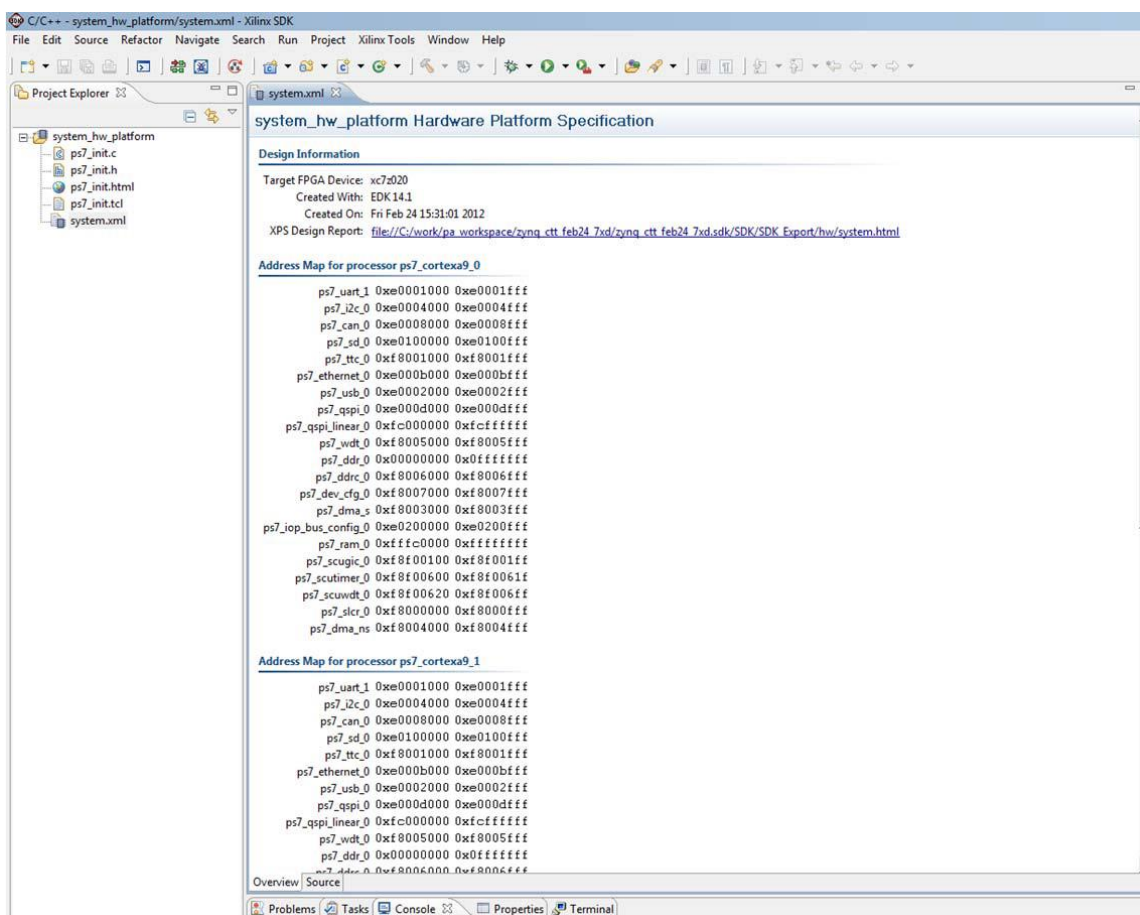 C/C++ - system_hw_platform/system.xml - Xilinx SDK
File Edit Source Refactor Navigate Search Run Project Xilinx Tools Window Help
Project Explorer
system.xml
system_hw_platform
ps7_init.c
ps7_init.h
ps7_init.html
ps7_init.tcl
system.xml
system_hw_platform Hardware Platform Specification
Design Information
Target FPGA Device: xc7z020
Created With: EDK 14.1
Created On: Fri Feb 24 15:31:01 2012
XPS Design Report: file://C:/work/pa_workspace/zynq_ctt_feb24_7xd/zynq_ctt_feb24_7xd.sdk/SDK/SDK_Export/hw/system.html
Address Map for processor ps7_cortexa9_0
ps7_uart_1 0xe0001000 0xe0001fff
ps7_i2c_0 0xe0004000 0xe0004fff
ps7_can_0 0xe0008000 0xe0008fff
ps7_sd_0 0xe0100000 0xe0100fff
ps7_ttc_0 0xf8001000 0xf8001fff
ps7_ethernet_0 0xe000b000 0xe000bfff
ps7_usb_0 0xe0002000 0xe0002fff
ps7_qspi_0 0xe000d000 0xe000dfff
ps7_qspi_linear_0 0xfc000000 0xfcffffff
ps7_wdt_0 0xf8005000 0xf8005fff
ps7_ddr_0 0x00000000 0x0fffffff
ps7_ddrc_0 0xf8006000 0xf8006fff
ps7_dev_cfg_0 0xf8007000 0xf8007fff
ps7_dma_s 0xf8003000 0xf8003fff
ps7_iop_bus_config_0 0xe0200000 0xe0200fff
ps7_ram_0 0xfffc0000 0xffffffff
ps7_scugic_0 0xf8f00100 0xf8f001ff
ps7_scutimer_0 0xf8f00600 0xf8f0061f
ps7_scuwdt_0 0xf8f00620 0xf8f006ff
ps7_slcr_0 0xf8000000 0xf8000fff
ps7_dma_ns 0xf8004000 0xf8004fff
Address Map for processor ps7_cortexa9_1
ps7_uart_1 0xe0001000 0xe0001fff
ps7_i2c_0 0xe0004000 0xe0004fff
ps7_can_0 0xe0008000 0xe0008fff
ps7_sd_0 0xe0100000 0xe0100fff
ps7_ttc_0 0xf8001000 0xf8001fff
ps7_ethernet_0 0xe000b000 0xe000bfff
ps7_usb_0 0xe0002000 0xe0002fff
ps7_qspi_0 0xe000d000 0xe000dfff
ps7_qspi_linear_0 0xfc000000 0xfcffffff
ps7_wdt_0 0xf8005000 0xf8005fff
ps7_ddr_0 0x00000000 0x0fffffff
ps7_ddrc_0 0xf8006000 0xf8006fff
Overview Source
Problems Tasks Console Properties Terminal